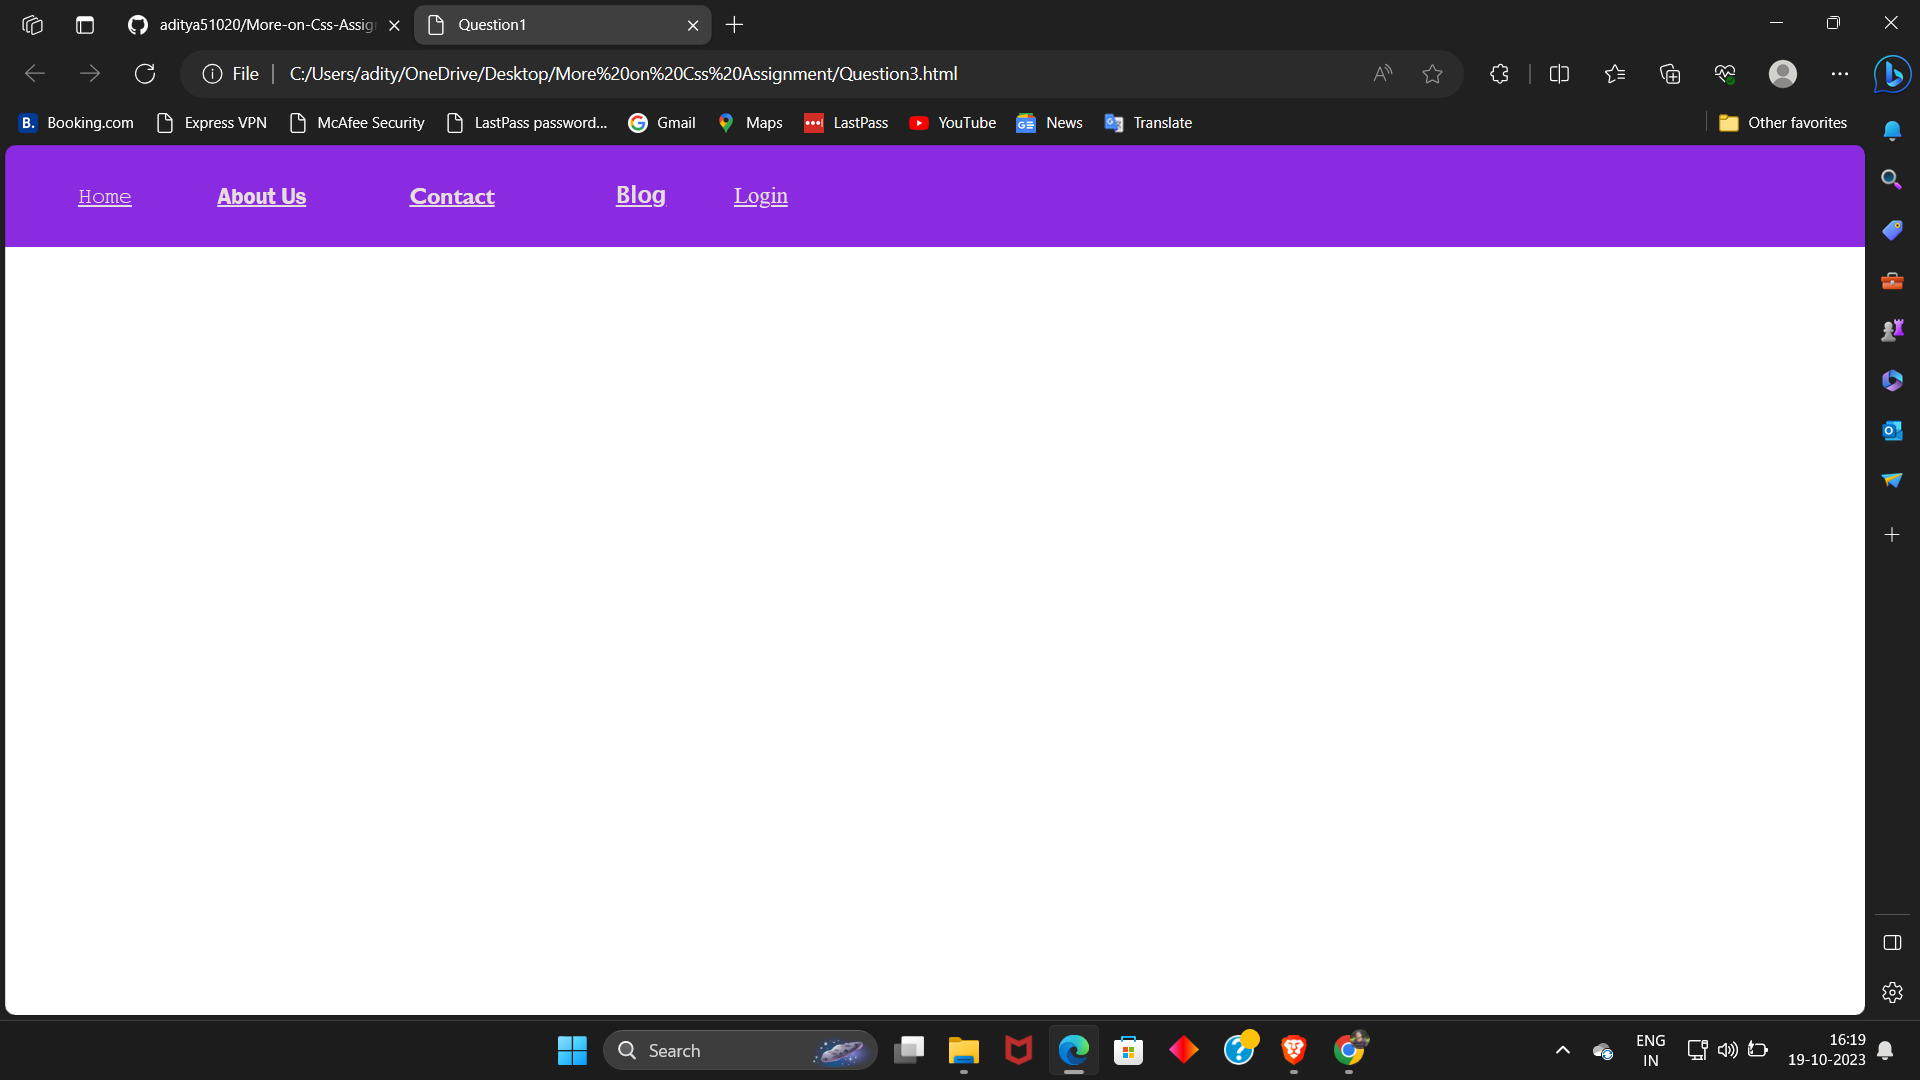 aditya51020/More-on-Css-Assig
Question1
File
C:/Users/adity/OneDrive/Desktop/More%20on%20Css%20Assignment/Question3.html
Booking.com Express VPN McAfee Security LastPass password... Gmail Maps LastPass YouTube News Translate Other favorites
Home About Us Contact Blog Login
Search
ENG
IN
16:19
19-10-2023